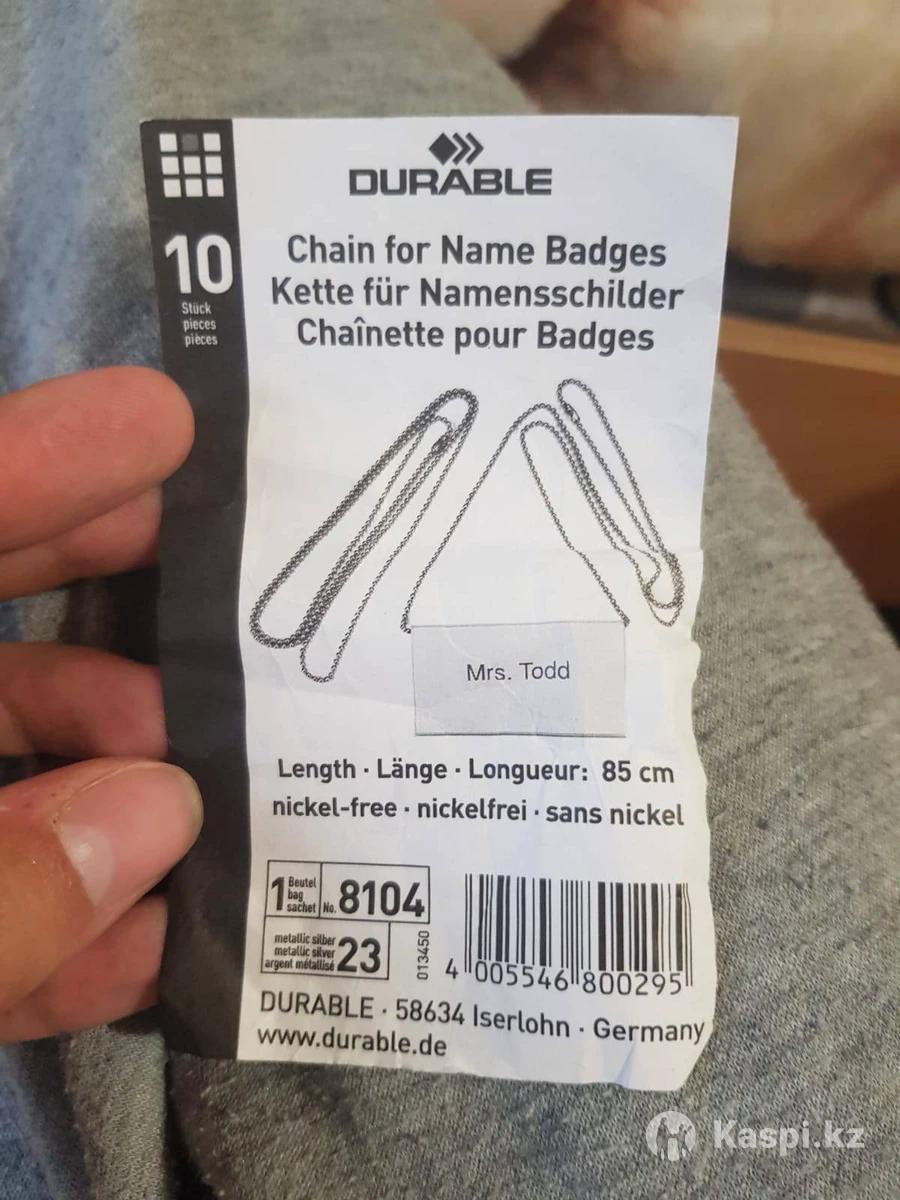 DURABLE
10
Stück
pieces
pièces
Chain for Name Badges
Kette für Namensschilder
Chaînette pour Badges
Mrs. Todd
Length · Länge · Longueur: 85 cm
nickel-free · nickelfrei · sans nickel
1 Beutel
bag
sachet
No. 8104
metallic silber
metallic silver
argent métallisé
23
013450
4 005546 800295
DURABLE · 58634 Iserlohn · Germany
www.durable.de
Kaspi.kz